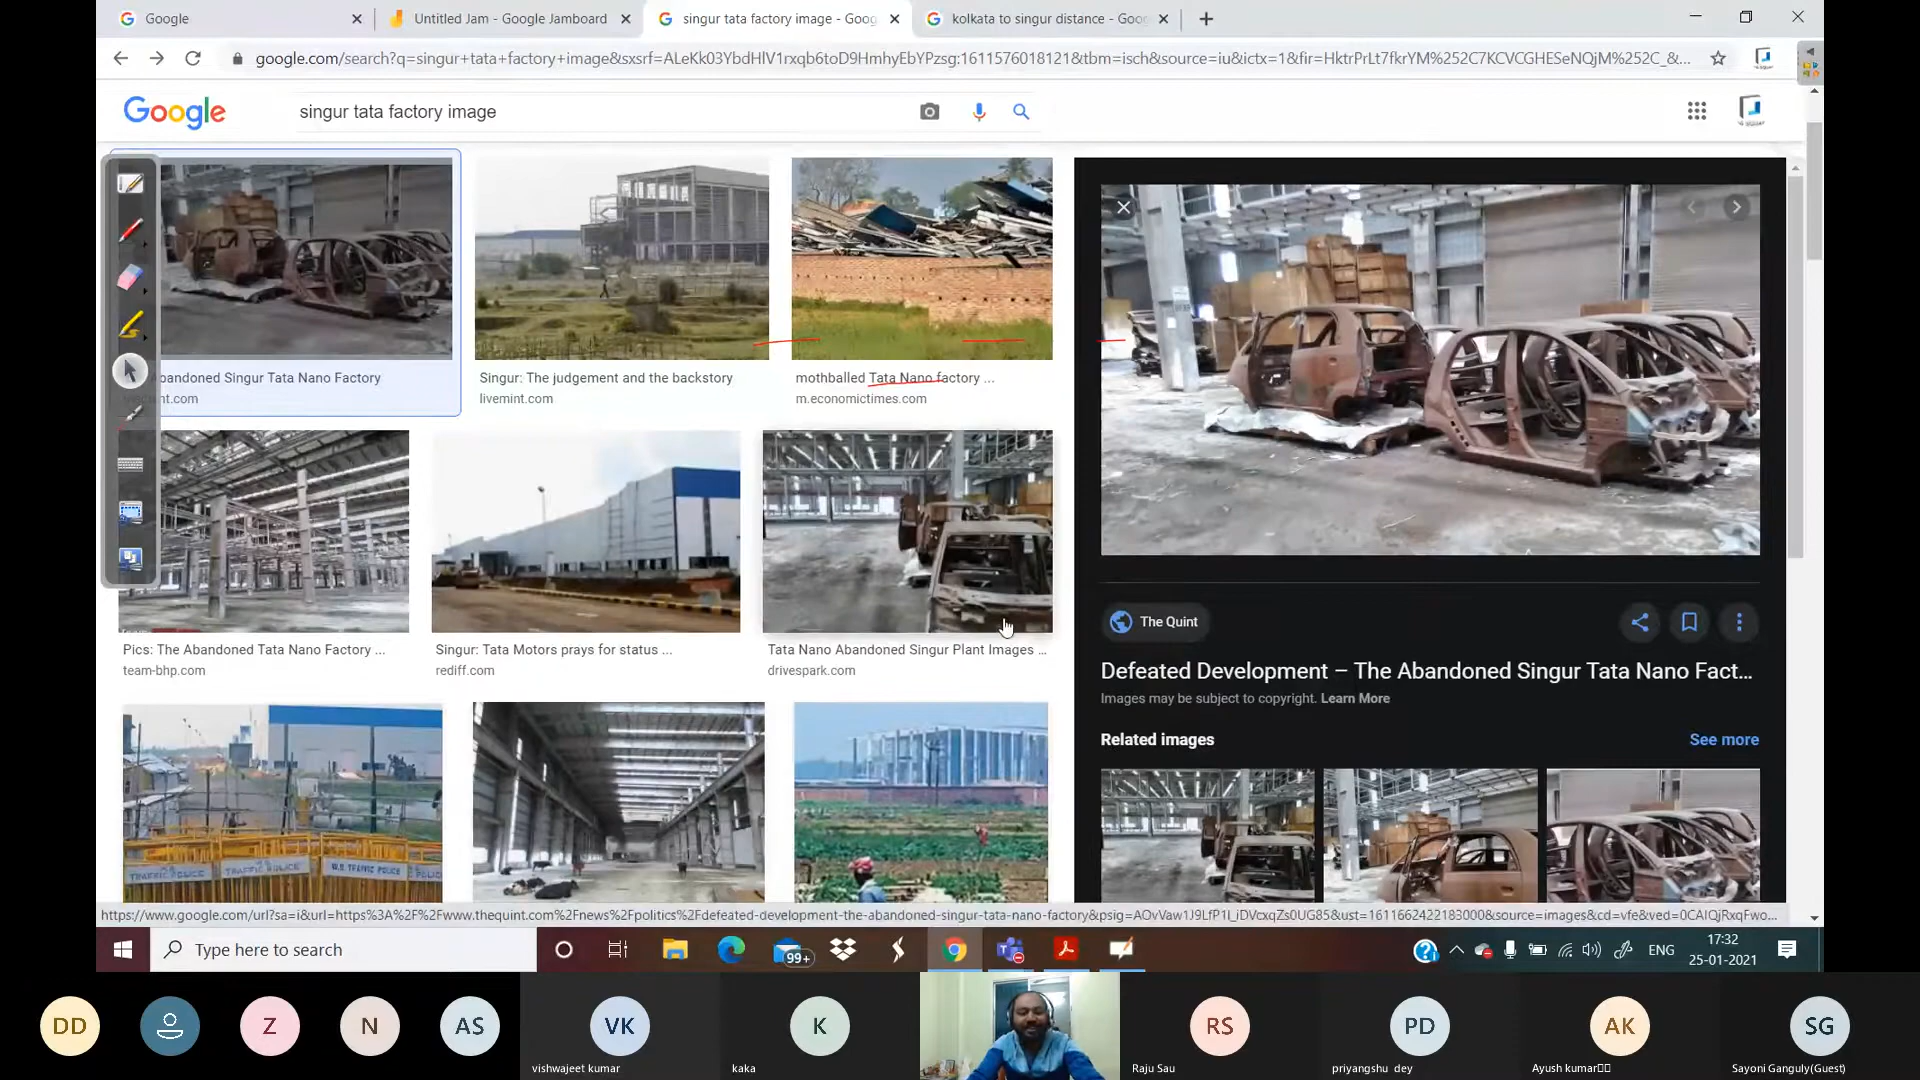 Google
Untitled Jam - Google Jamboard
singur tata factory image - Goog
kolkata to singur distance - Goo
google.com/search?q=singur+tata+factory+image&sxsrf=ALeKk03YbdHlV1rxqb6toD9HmhyEbYPzsg:1611576018121&tbm=isch&source=iu&ictx=1&fir=HktrPrLt7fkrYM%252C7KCVCGHESeNQjM%252C_&...
Google
singur tata factory image
bandoned Singur Tata Nano Factory
nt.com
Singur: The judgement and the backstory
livemint.com
mothballed Tata Nano factory ...
m.economictimes.com
Pics: The Abandoned Tata Nano Factory ...
team-bhp.com
Singur: Tata Motors prays for status ...
rediff.com
Tata Nano Abandoned Singur Plant Images ...
drivespark.com
TRAFFIC POLICE
TRAFFIC POLICE
W.B. TRAFFIC POLICE
The Quint
Defeated Development – The Abandoned Singur Tata Nano Fact...
Images may be subject to copyright. Learn More
Related images
See more
https://www.google.com/url?sa=i&url=https%3A%2F%2Fwww.thequint.com%2Fnews%2Fpolitics%2Fdefeated-development-the-abandoned-singur-tata-nano-factory&psig=AOvVaw1J9LfP1I_iDVcxqZs0UG85&ust=1611662422183000&source=images&cd=vfe&ved=0CAIQjRxqFwo...
Type here to search
99+
ENG
17:32
25-01-2021
DD
Z
N
AS
VK
K
RS
PD
AK
SG
vishwajeet kumar
kaka
Raju Sau
priyangshu dey
Ayush kumar
Sayoni Ganguly(Guest)